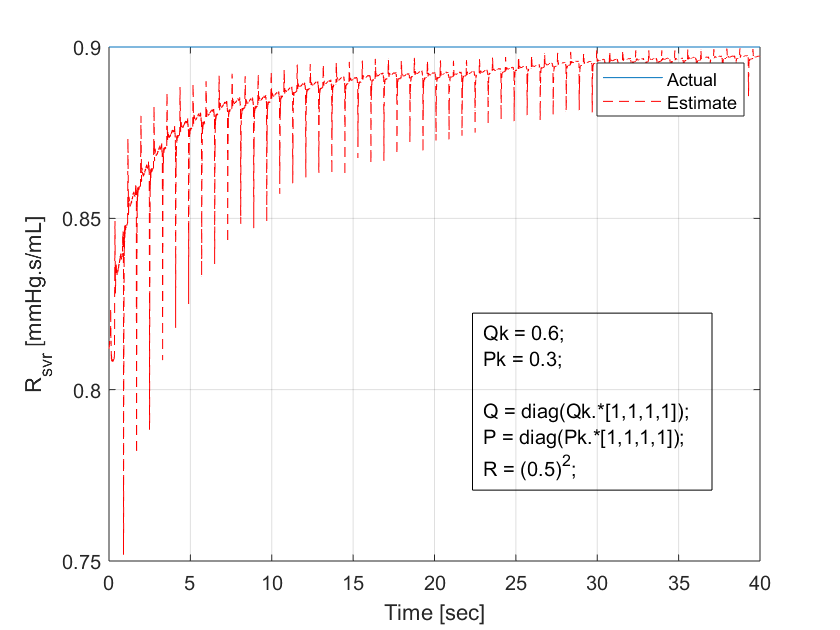 0.9
0.85
0.8
0.75
R_svr [mmHg.s/mL]
Actual
Estimate
Qk = 0.6;
Pk = 0.3;
Q = diag(Qk.*[1,1,1,1]);
P = diag(Pk.*[1,1,1,1]);
R = (0.5)^2;
0 5 10 15 20 25 30 35 40
Time [sec]